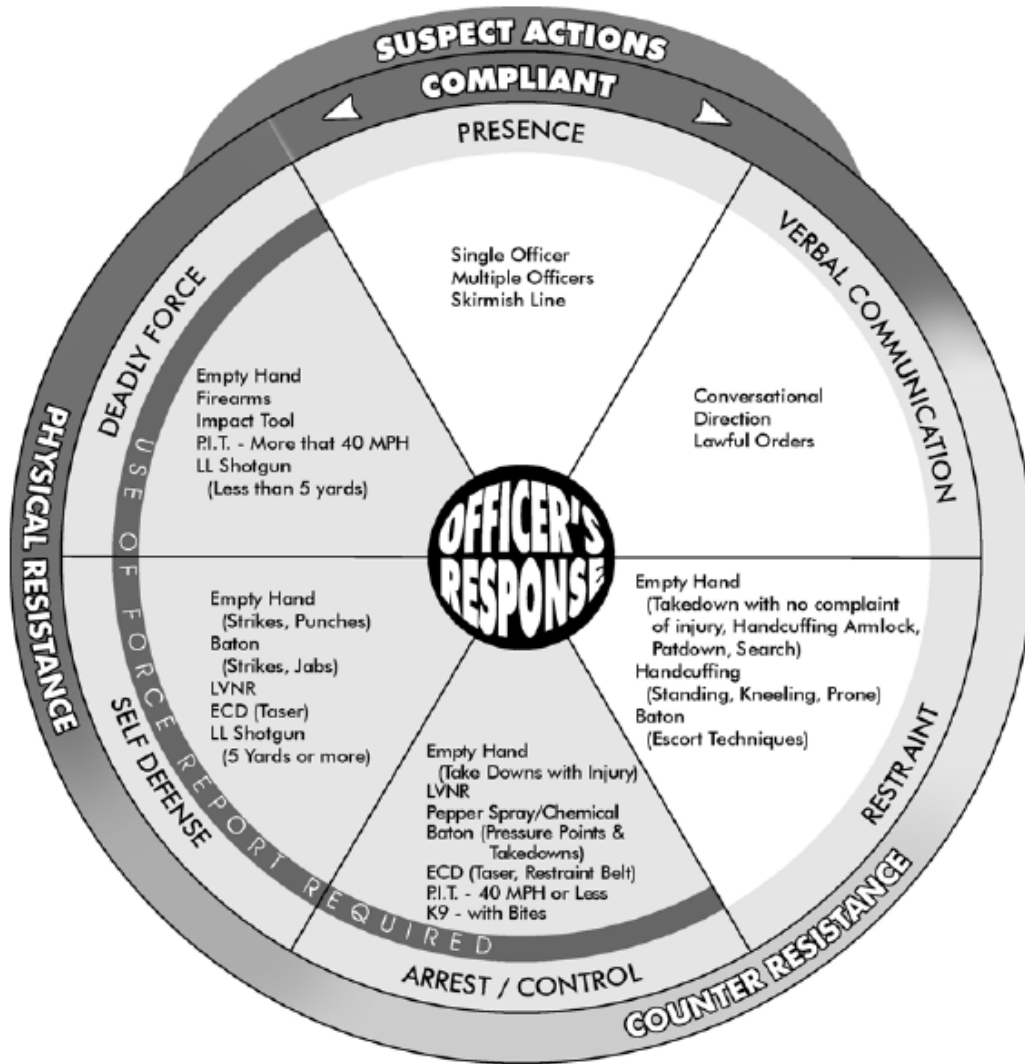 SUSPECT ACTIONS
COMPLIANT
PRESENCE
Single Officer
Multiple Officers
Skirmish Line
VERBAL COMMUNICATION
Conversational
Direction
Lawful Orders
RESTRAINT
Empty Hand
(Takedown with no complaint
of injury, Handcuffing Armlock,
Patdown, Search)
Handcuffing
(Standing, Kneeling, Prone)
Baton
(Escort Techniques)
COUNTER RESISTANCE
ARREST / CONTROL
Empty Hand
(Take Downs with Injury)
LVNR
Pepper Spray/Chemical
Baton (Pressure Points &
Takedowns)
ECD (Taser, Restraint Belt)
P.I.T. - 40 MPH or Less
K9 - with Bites
SELF DEFENSE
Empty Hand
(Strikes, Punches)
Baton
(Strikes, Jabs)
LVNR
ECD (Taser)
LL Shotgun
(5 Yards or more)
PHYSICAL RESISTANCE
DEADLY FORCE
Empty Hand
Firearms
Impact Tool
P.I.T. - More that 40 MPH
LL Shotgun
(Less than 5 yards)
USE OF FORCE REPORT REQUIRED
OFFICER'S
RESPONSE